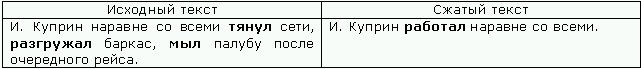 Исходный текст
Сжатый текст
И. Куприн наравне со всеми тянул сети,
разгружал баркас, мыл палубу после
очередного рейса.
И. Куприн работал наравне со всеми.